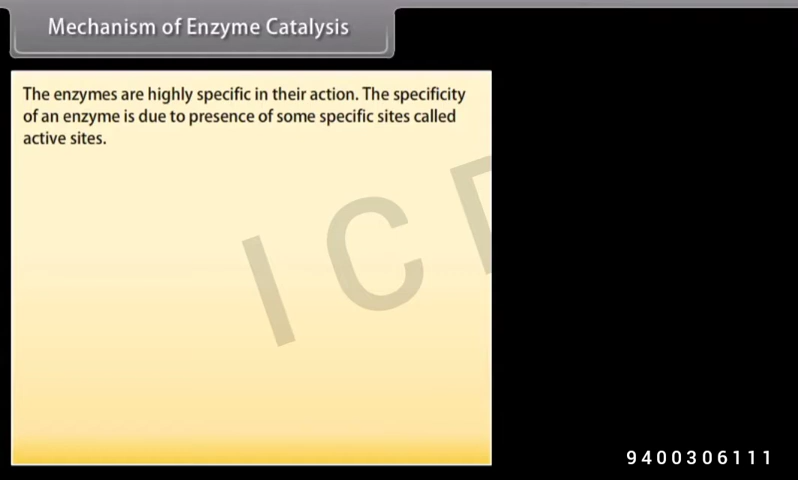 Mechanism of Enzyme Catalysis
The enzymes are highly specific in their action. The specificity
of an enzyme is due to presence of some specific sites called
active sites.
I C
9400306111